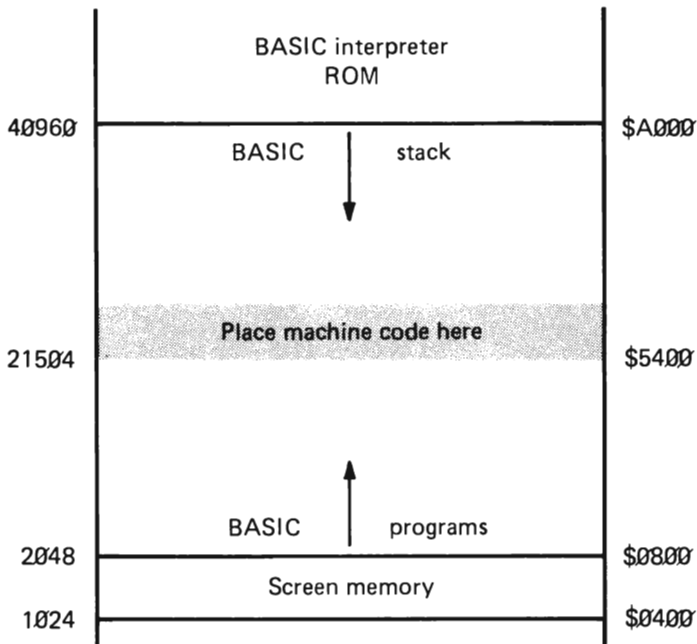 BASIC interpreter
ROM
40960 $A000
BASIC stack
Place machine code here
21504 $5400
BASIC programs
2048 $0800
Screen memory
1024 $0400